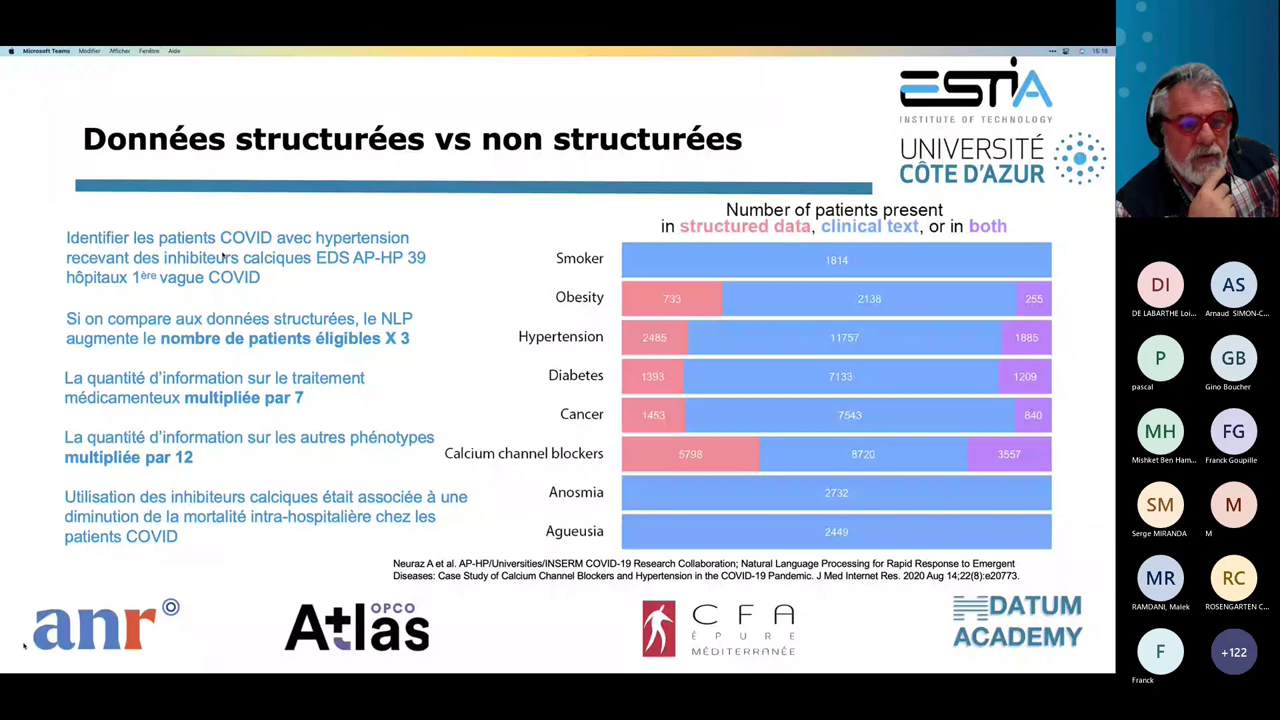 Microsoft Teams Modifier Afficher Fenêtre Aide
15:19
ESTIA
INSTITUTE OF TECHNOLOGY
UNIVERSITÉ
CÔTE D'AZUR
Données structurées vs non structurées
Identifier les patients COVID avec hypertension
recevant des inhibiteurs calciques EDS AP-HP 39
hôpitaux 1ère vague COVID
Si on compare aux données structurées, le NLP
augmente le nombre de patients éligibles X 3
La quantité d'information sur le traitement
médicamenteux multipliée par 7
La quantité d'information sur les autres phénotypes
multipliée par 12
Utilisation des inhibiteurs calciques était associée à une
diminution de la mortalité intra-hospitalière chez les
patients COVID
Number of patients present
in structured data, clinical text, or in both
Smoker 1814
Obesity 733 2138 255
Hypertension 2485 11757 1885
Diabetes 1393 7133 1209
Cancer 1453 7543 840
Calcium channel blockers 5798 8720 3557
Anosmia 2732
Agueusia 2449
Neuraz A et al. AP-HP/Universities/INSERM COVID-19 Research Collaboration; Natural Language Processing for Rapid Response to Emergent
Diseases: Case Study of Calcium Channel Blockers and Hypertension in the COVID-19 Pandemic. J Med Internet Res. 2020 Aug 14;22(8):e20773.
anr
Atlas OPCO
CFA
ÉPURE
MÉDITERRANÉE
DATUM
ACADEMY
DI AS
DE LABARTHE Loi... Arnaud SIMON-C...
P GB
pascal Gino Boucher
MH FG
Mishket Ben Ham... Franck Goupille
SM M
Serge MIRANDA M
MR RC
RAMDANI, Malek ROSENGARTEN C...
F +122
Franck